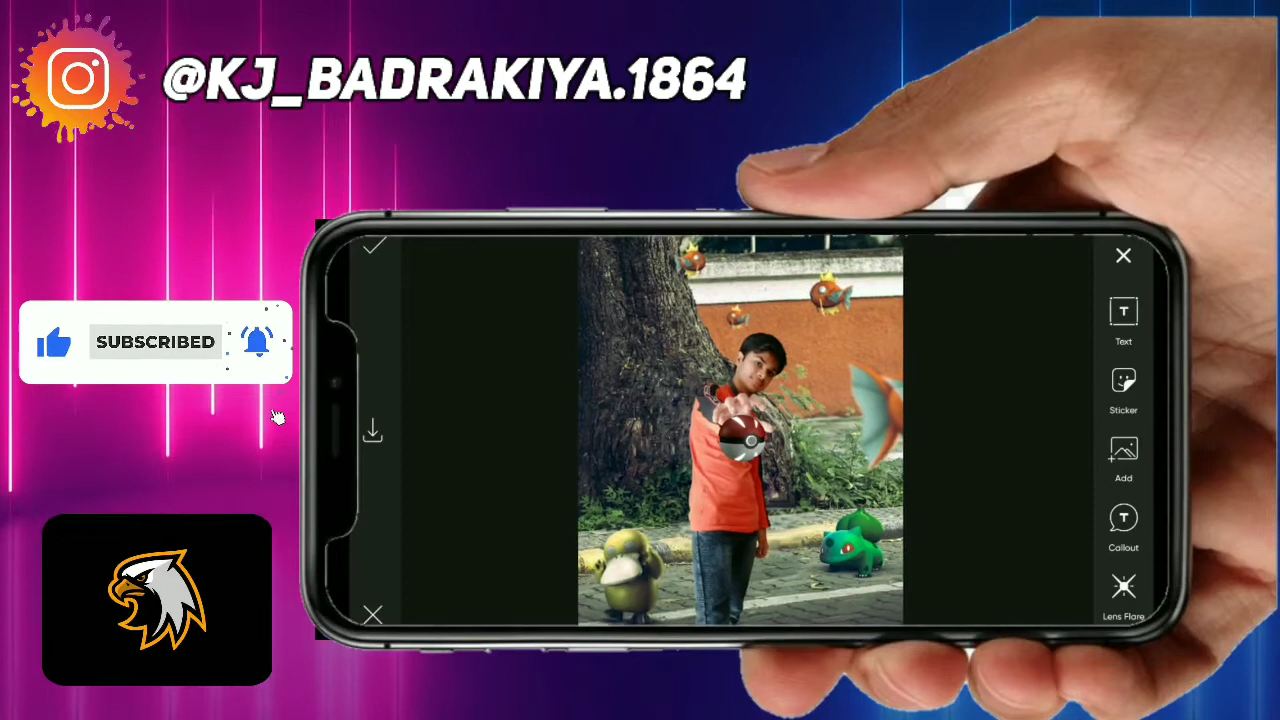 @KJ_BADRAKIYA.1864
SUBSCRIBED
T
Text
Sticker
Add
T
Callout
Lens Flare